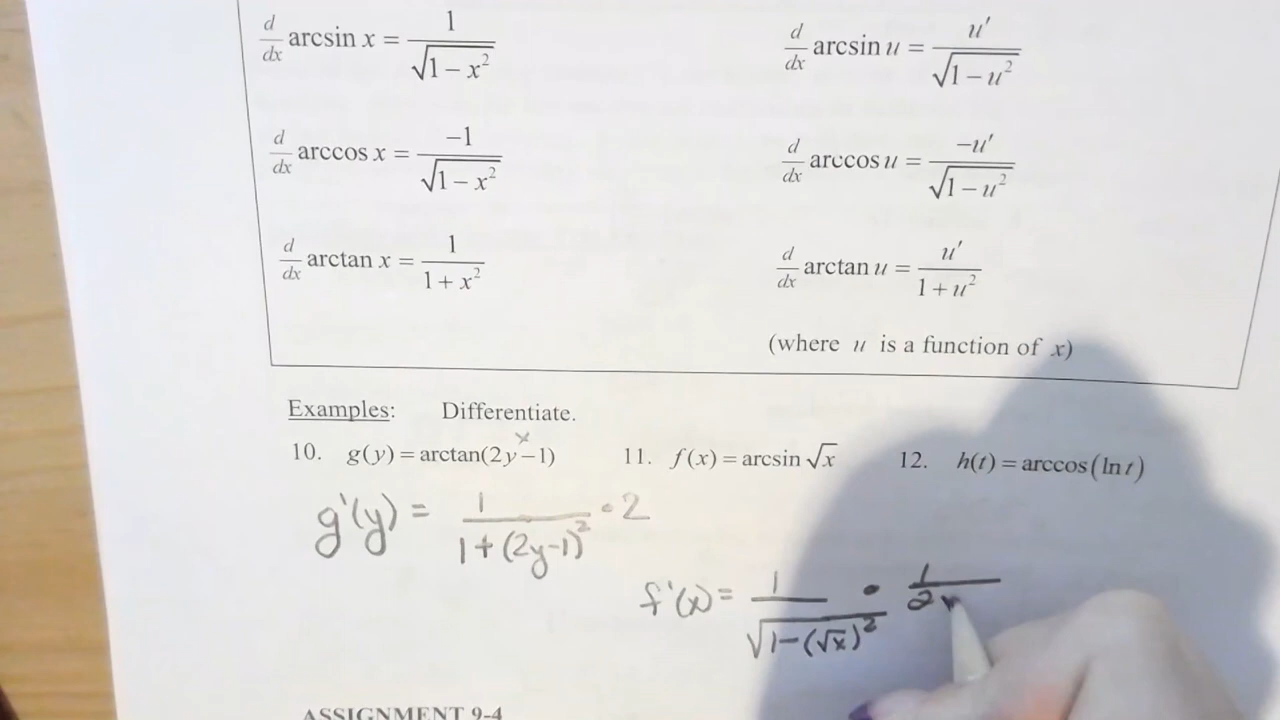 d/dx arcsin x = 1/√(1 − x²)
d/dx arcsin u = u′/√(1 − u²)
d/dx arccos x = −1/√(1 − x²)
d/dx arccos u = −u′/√(1 − u²)
d/dx arctan x = 1/(1 + x²)
d/dx arctan u = u′/(1 + u²)
(where u is a function of x)
Examples: Differentiate.
x
10. g(y) = arctan(2y − 1) 11. f(x) = arcsin √x 12. h(t) = arccos(ln t)
g'(y) = 1/(1 + (2y-1)²) · 2
f'(x) = 1/√(1-(√x)²) · 1/2
ASSIGNMENT 9-4